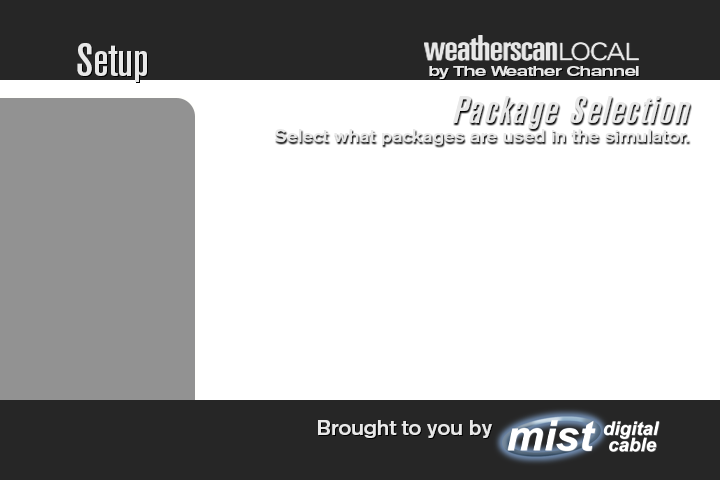 Setup
weatherscanLOCAL
by The Weather Channel
Package Selection
Select what packages are used in the simulator.
Brought to you by mist digital cable